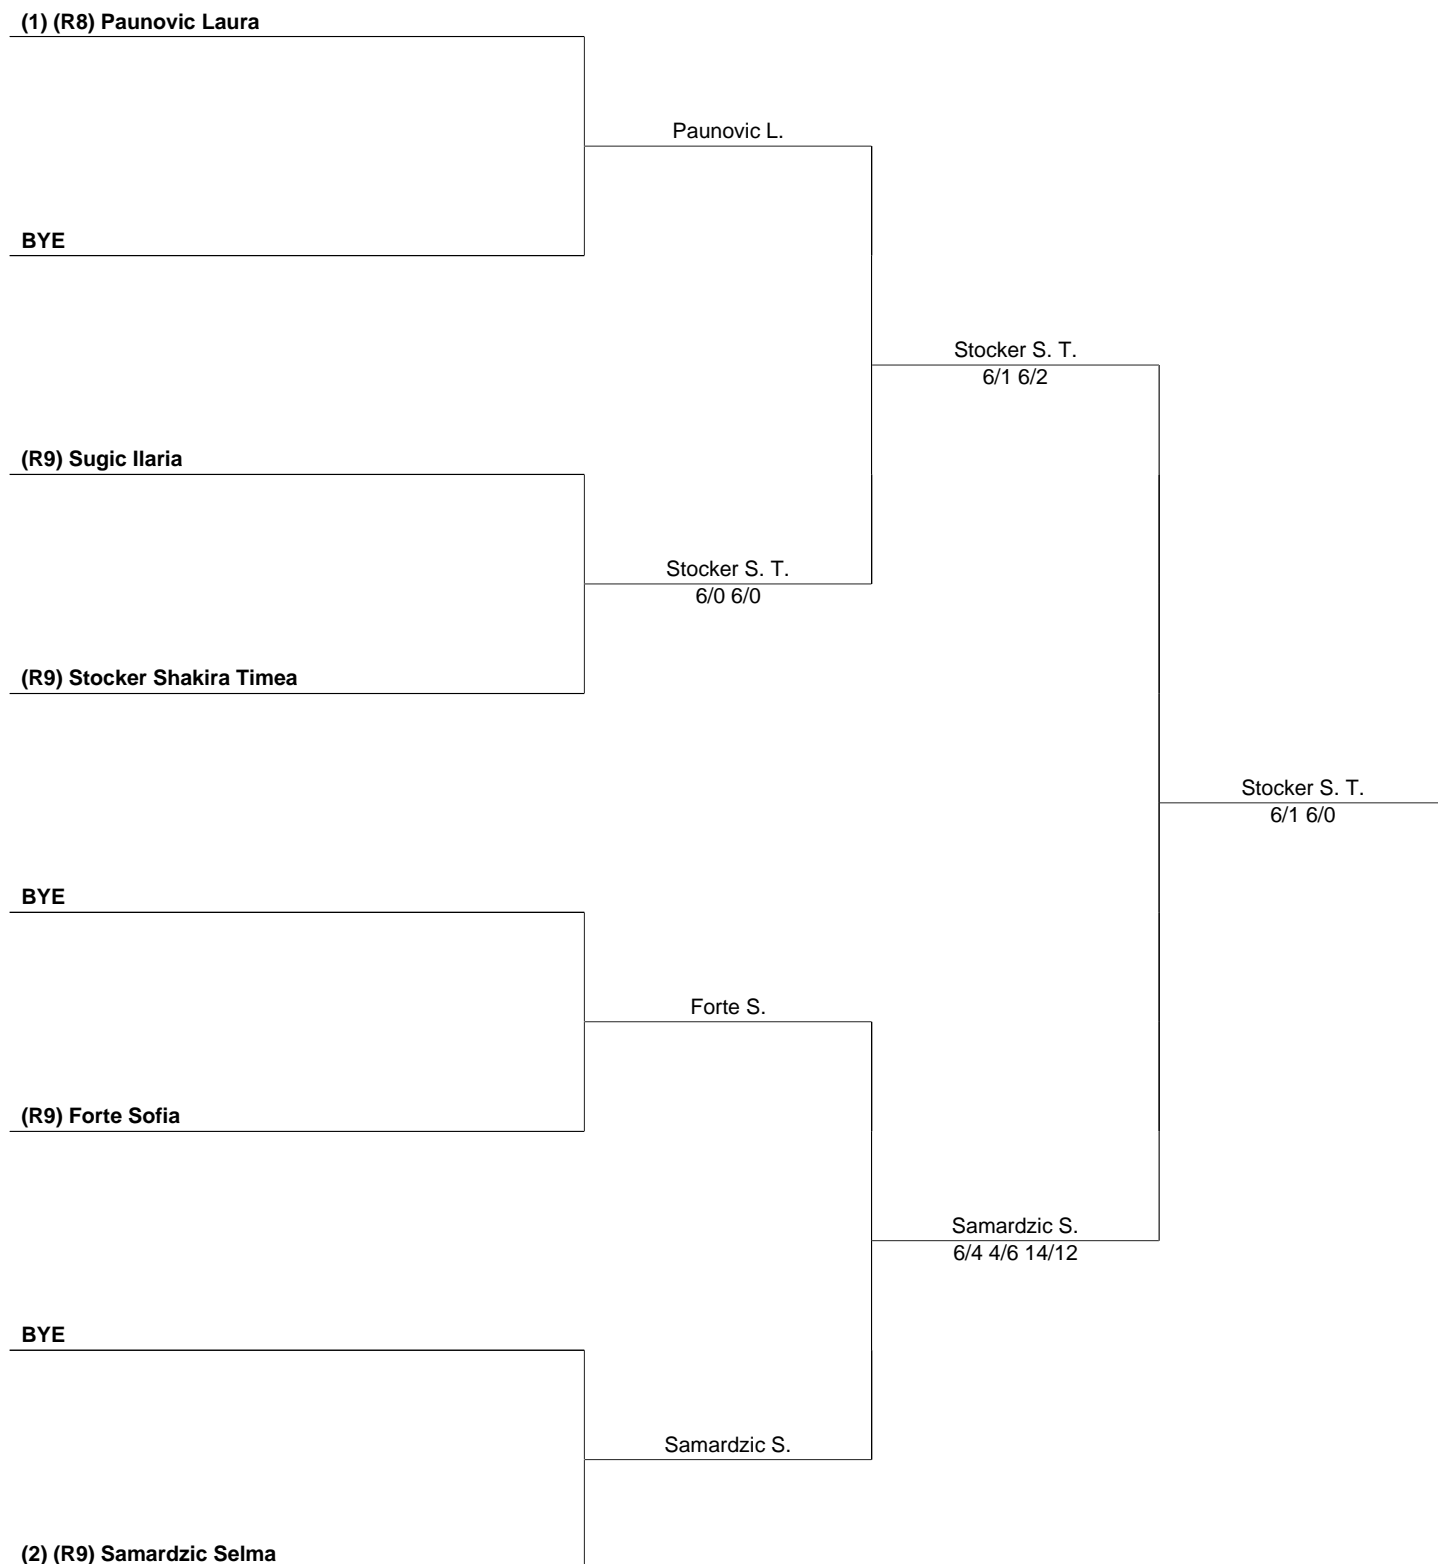 (1) (R8) Paunovic Laura
Paunovic L.
BYE
Stocker S. T.
6/1 6/2
(R9) Sugic Ilaria
Stocker S. T.
6/0 6/0
(R9) Stocker Shakira Timea
Stocker S. T.
6/1 6/0
BYE
Forte S.
(R9) Forte Sofia
Samardzic S.
6/4 4/6 14/12
BYE
Samardzic S.
(2) (R9) Samardzic Selma